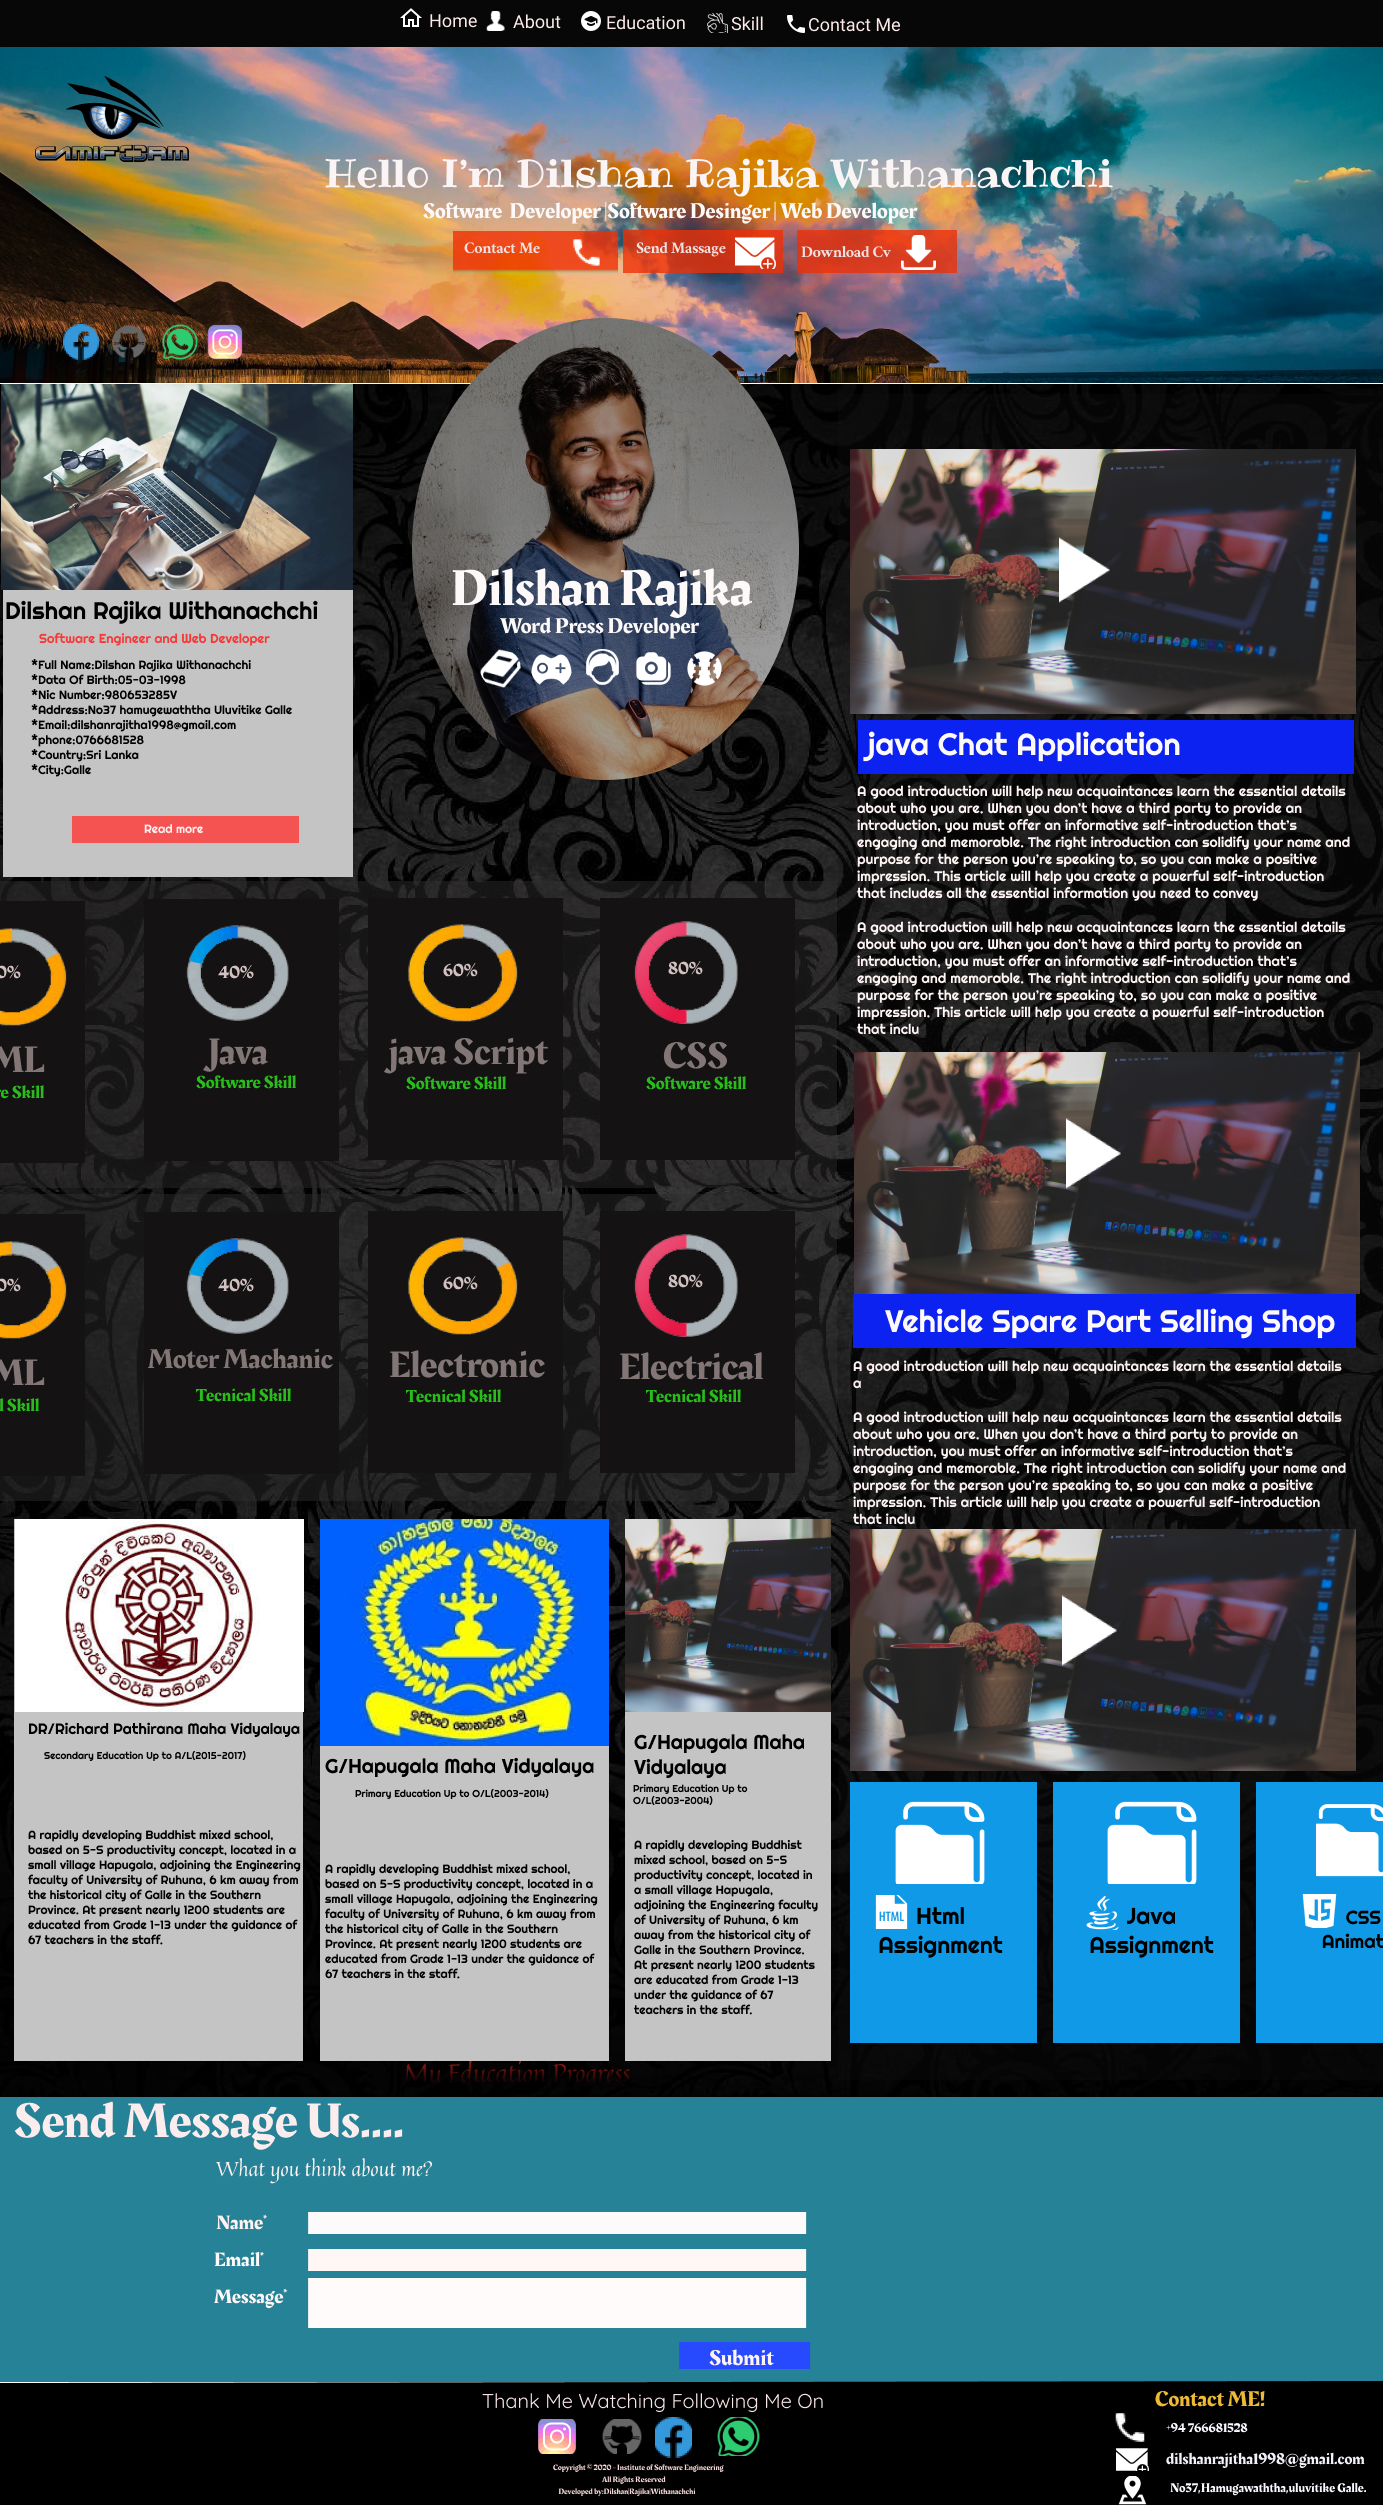 Home
About
Education
Skill
Contact Me
CAMIFORM
Hello I'm Dilshan Rajika Withanachchi
Software Developer |Software Desinger | Web Developer
Contact Me
Send Massage
Download Cv
Dilshan Rajika Withanachchi
Software Engineer and Web Developer
*Full Name:Dilshan Rajika Withanachchi
*Data Of Birth:05-03-1998
*Nic Number:980653285V
*Address:No37 hamugewaththa Uluvitike Galle
*Email:dilshanrajitha1998@gmail.com
*phone:0766681528
*Country:Sri Lanka
*City:Galle
Read more
Dilshan Rajika
Word Press Developer
java Chat Application
A good introduction will help new acquaintances learn the essential details
about who you are. When you don't have a third party to provide an
introduction, you must offer an informative self-introduction that's
engaging and memorable. The right introduction can solidify your name and
purpose for the person you're speaking to, so you can make a positive
impression. This article will help you create a powerful self-introduction
that includes all the essential information you need to convey
A good introduction will help new acquaintances learn the essential details
about who you are. When you don't have a third party to provide an
introduction, you must offer an informative self-introduction that's
engaging and memorable. The right introduction can solidify your name and
purpose for the person you're speaking to, so you can make a positive
impression. This article will help you create a powerful self-introduction
that inclu
0%
ML
e Skill
40%
Java
Software Skill
60%
java Script
Software Skill
80%
CSS
Software Skill
0%
ML
l Skill
40%
Moter Machanic
Tecnical Skill
60%
Electronic
Tecnical Skill
80%
Electrical
Tecnical Skill
Vehicle Spare Part Selling Shop
A good introduction will help new acquaintances learn the essential details
a
A good introduction will help new acquaintances learn the essential details
about who you are. When you don't have a third party to provide an
introduction, you must offer an informative self-introduction that's
engaging and memorable. The right introduction can solidify your name and
purpose for the person you're speaking to, so you can make a positive
impression. This article will help you create a powerful self-introduction
that inclu
DR/Richard Pathirana Maha Vidyalaya
Secondary Education Up to A/L(2015-2017)
A rapidly developing Buddhist mixed school,
based on 5-S productivity concept, located in a
small village Hapugala, adjoining the Engineering
faculty of University of Ruhuna, 6 km away from
the historical city of Galle in the Southern
Province. At present nearly 1200 students are
educated from Grade 1-13 under the guidance of
67 teachers in the staff.
ගා/හපුගල මහා විද්‍යාලය
ඉදිරියට නොනැවතී යමු
G/Hapugala Maha Vidyalaya
Primary Education Up to O/L(2003-2014)
A rapidly developing Buddhist mixed school,
based on 5-S productivity concept, located in a
small village Hapugala, adjoining the Engineering
faculty of University of Ruhuna, 6 km away from
the historical city of Galle in the Southern
Province. At present nearly 1200 students are
educated from Grade 1-13 under the guidance of
67 teachers in the staff.
G/Hapugala Maha
Vidyalaya
Primary Education Up to
O/L(2003-2004)
A rapidly developing Buddhist
mixed school, based on 5-S
productivity concept, located in
a small village Hapugala,
adjoining the Engineering faculty
of University of Ruhuna, 6 km
away from the historical city of
Galle in the Southern Province.
At present nearly 1200 students
are educated from Grade 1-13
under the guidance of 67
teachers in the staff.
HTML
Html
Assignment
Java
Assignment
JS
CSS
Animat
My Education Progress
Send Message Us....
What you think about me?
Name*
Email*
Message*
Submit
Thank Me Watching Following Me On
Copyright © 2020 - Institute of Software Engineering
All Rights Reserved
Developed by:Dilshan|Rajika|Withanachchi
Contact ME!
+94 766681528
dilshanrajitha1998@gmail.com
No37,Hamugawaththa,uluvitike Galle.